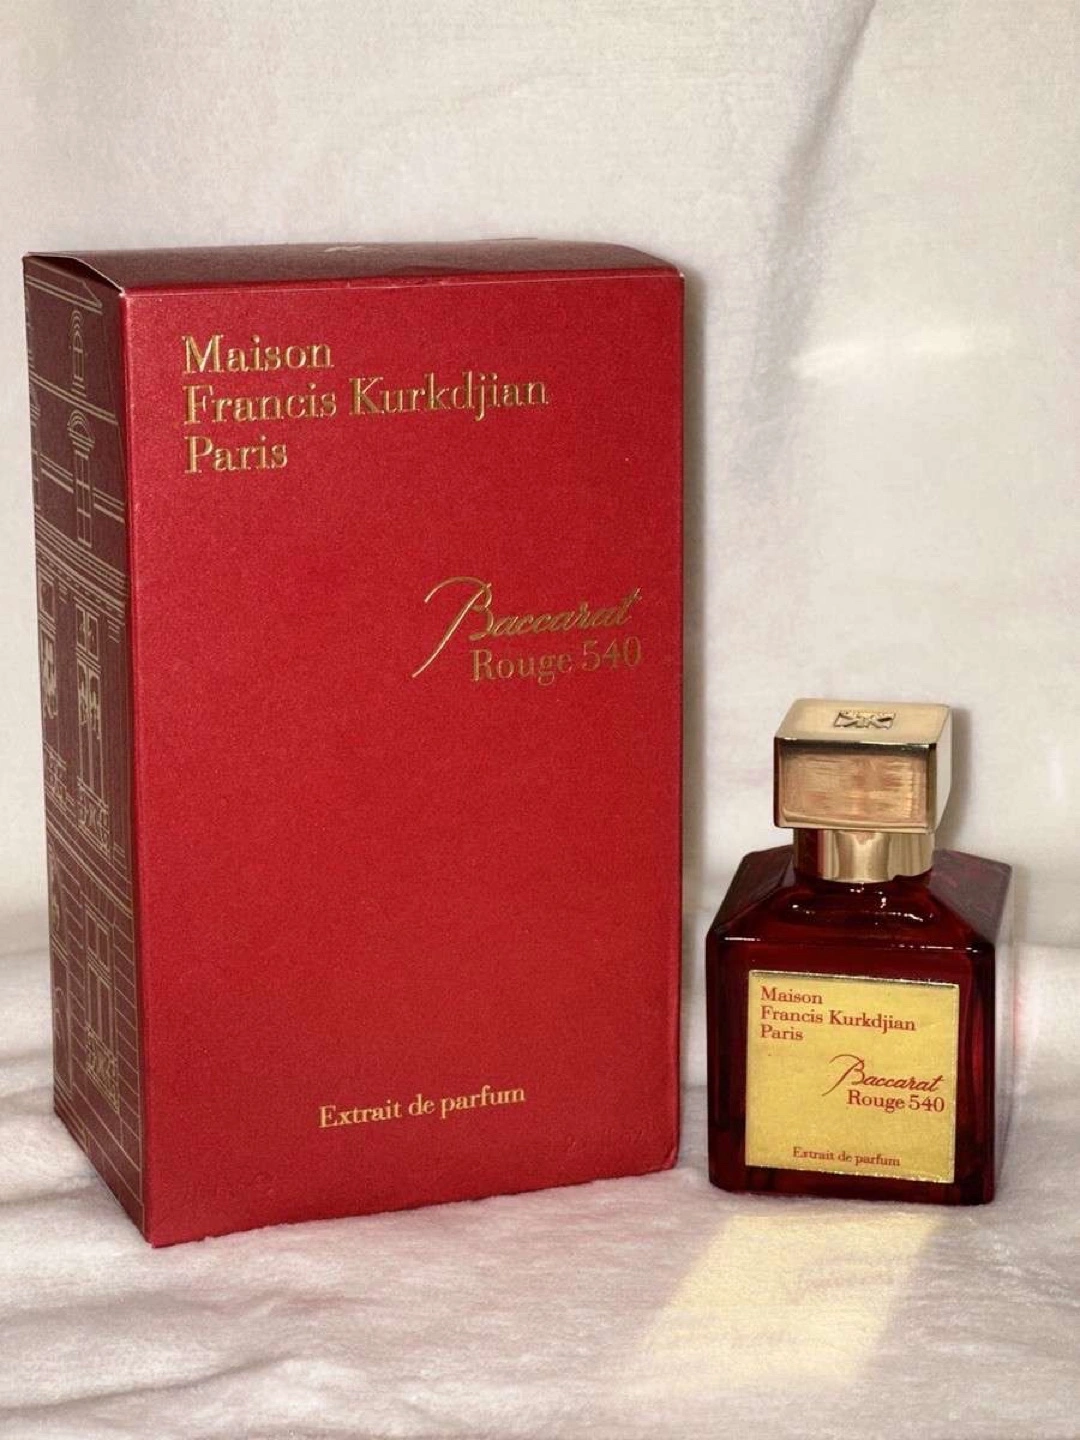 Maison
Francis Kurkdjian
Paris
Baccarat
Rouge 540
Extrait de parfum
Maison
Francis Kurkdjian
Paris
Baccarat
Rouge 540
Extrait de parfum